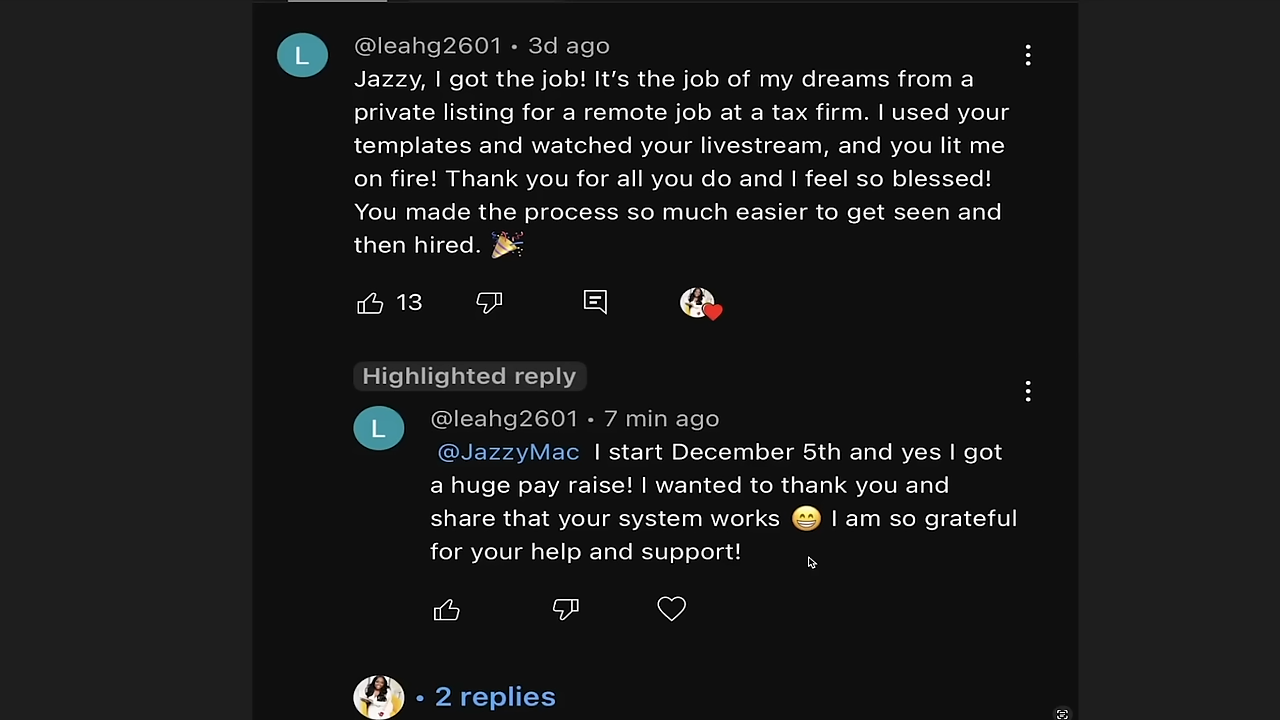 L
@leahg2601 • 3d ago
Jazzy, I got the job! It’s the job of my dreams from a
private listing for a remote job at a tax firm. I used your
templates and watched your livestream, and you lit me
on fire! Thank you for all you do and I feel so blessed!
You made the process so much easier to get seen and
then hired. 🎉
13
Highlighted reply
L
@leahg2601 • 7 min ago
@JazzyMac I start December 5th and yes I got
a huge pay raise! I wanted to thank you and
share that your system works 😁 I am so grateful
for your help and support!
• 2 replies